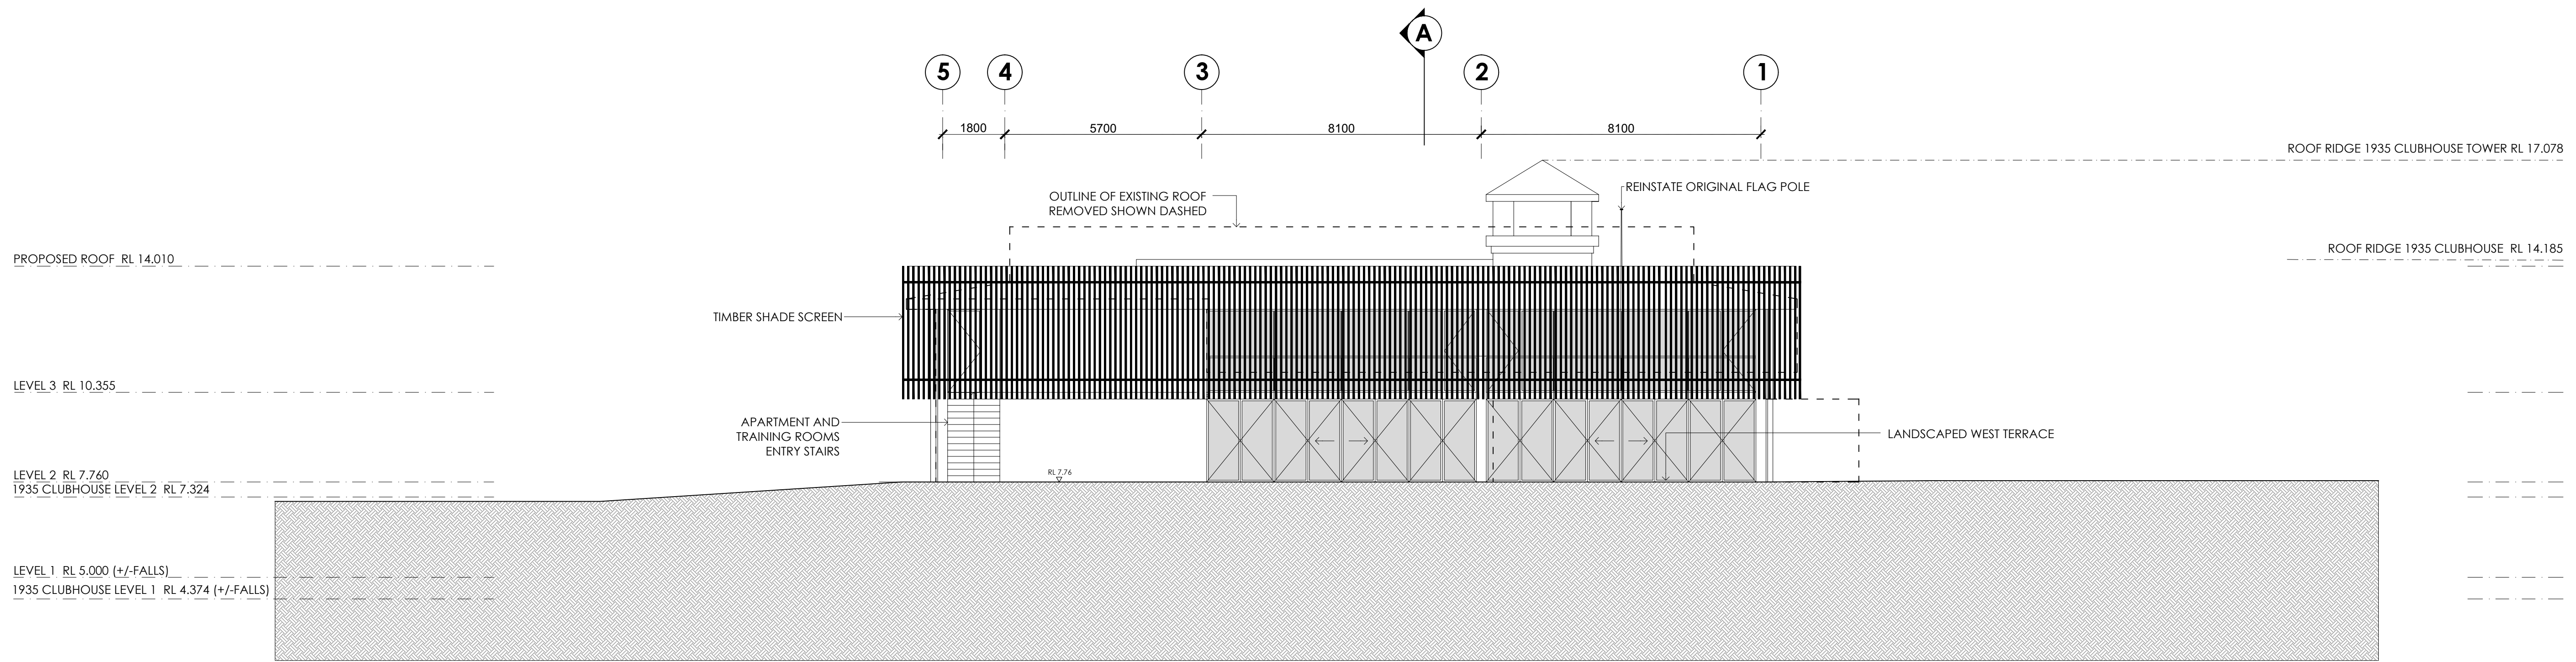 A
5
4
3
2
1
1800
5700
8100
8100
ROOF RIDGE 1935 CLUBHOUSE TOWER RL 17.078
OUTLINE OF EXISTING ROOF
REMOVED SHOWN DASHED
REINSTATE ORIGINAL FLAG POLE
PROPOSED ROOF RL 14.010
ROOF RIDGE 1935 CLUBHOUSE RL 14.185
TIMBER SHADE SCREEN
LEVEL 3 RL 10.355
APARTMENT AND
TRAINING ROOMS
ENTRY STAIRS
LANDSCAPED WEST TERRACE
LEVEL 2 RL 7.760
RL 7.76
1935 CLUBHOUSE LEVEL 2 RL 7.324
LEVEL 1 RL 5.000 (+/-FALLS)
1935 CLUBHOUSE LEVEL 1 RL 4.374 (+/-FALLS)